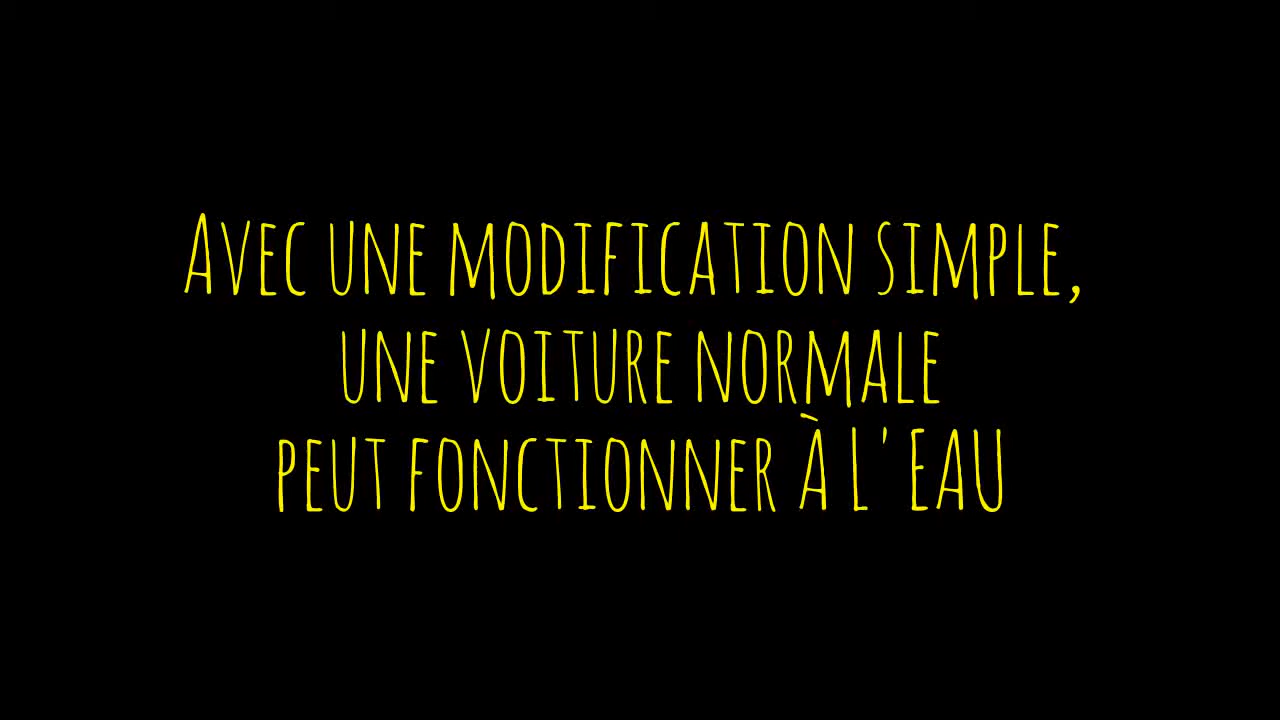 Avec une modification simple,
une voiture normale
peut fonctionner À L'EAU